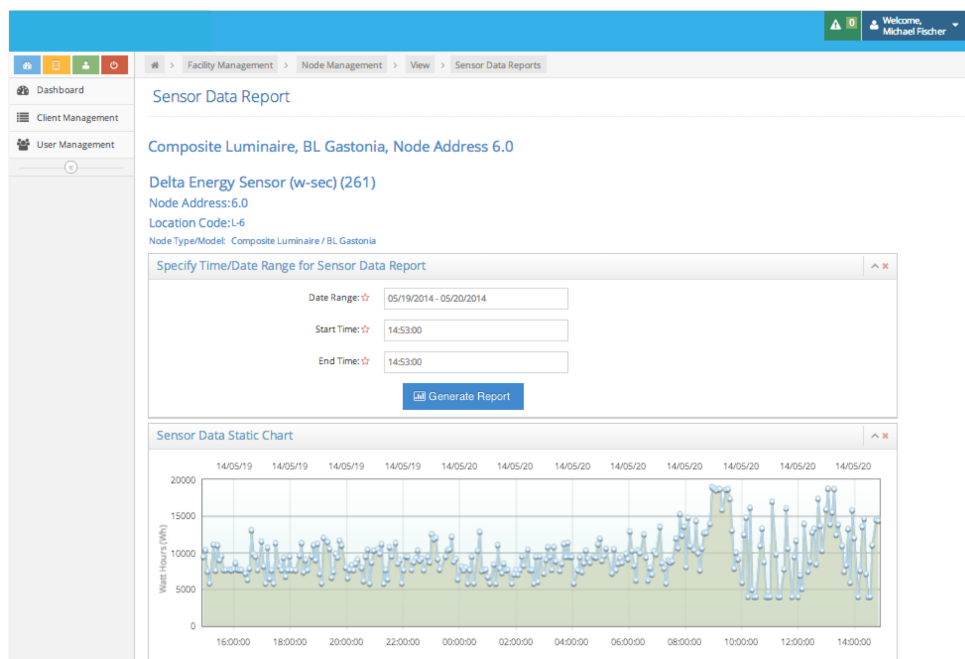 0
Welcome,
Michael Fischer
Facility Management > Node Management > View > Sensor Data Reports
Dashboard
Client Management
User Management
Sensor Data Report
Composite Luminaire, BL Gastonia, Node Address 6.0
Delta Energy Sensor (w-sec) (261)
Node Address:6.0
Location Code:L-6
Node Type/Model: Composite Luminaire / BL Gastonia
Specify Time/Date Range for Sensor Data Report
Date Range: 05/19/2014 - 05/20/2014
Start Time: 14:53:00
End Time: 14:53:00
Generate Report
Sensor Data Static Chart
14/05/19 14/05/19 14/05/19 14/05/19 14/05/20 14/05/20 14/05/20 14/05/20 14/05/20 14/05/20 14/05/20 14/05/20
20000
15000
10000
5000
0
Watt Hours (Wh)
16:00:00 18:00:00 20:00:00 22:00:00 00:00:00 02:00:00 04:00:00 06:00:00 08:00:00 10:00:00 12:00:00 14:00:00